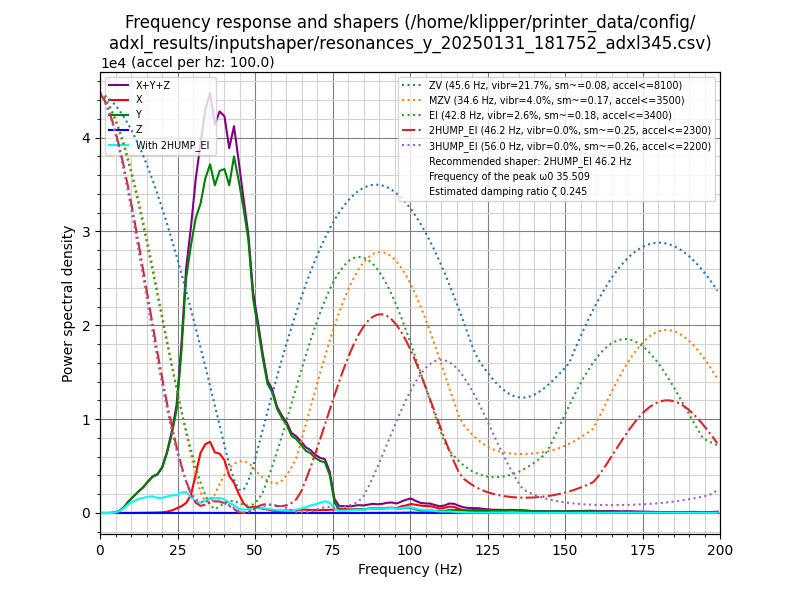 Frequency response and shapers (/home/klipper/printer_data/config/
adxl_results/inputshaper/resonances_y_20250131_181752_adxl345.csv)
1e4 (accel per hz: 100.0)
X+Y+Z
X
Y
Z
With 2HUMP_EI
ZV (45.6 Hz, vibr=21.7%, sm~=0.08, accel<=8100)
MZV (34.6 Hz, vibr=4.0%, sm~=0.17, accel<=3500)
EI (42.8 Hz, vibr=2.6%, sm~=0.18, accel<=3400)
2HUMP_EI (46.2 Hz, vibr=0.0%, sm~=0.25, accel<=2300)
3HUMP_EI (56.0 Hz, vibr=0.0%, sm~=0.26, accel<=2200)
Recommended shaper: 2HUMP_EI 46.2 Hz
Frequency of the peak ω0 35.509
Estimated damping ratio ζ 0.245
Power spectral density
4
3
2
1
0
0 25 50 75 100 125 150 175 200
Frequency (Hz)